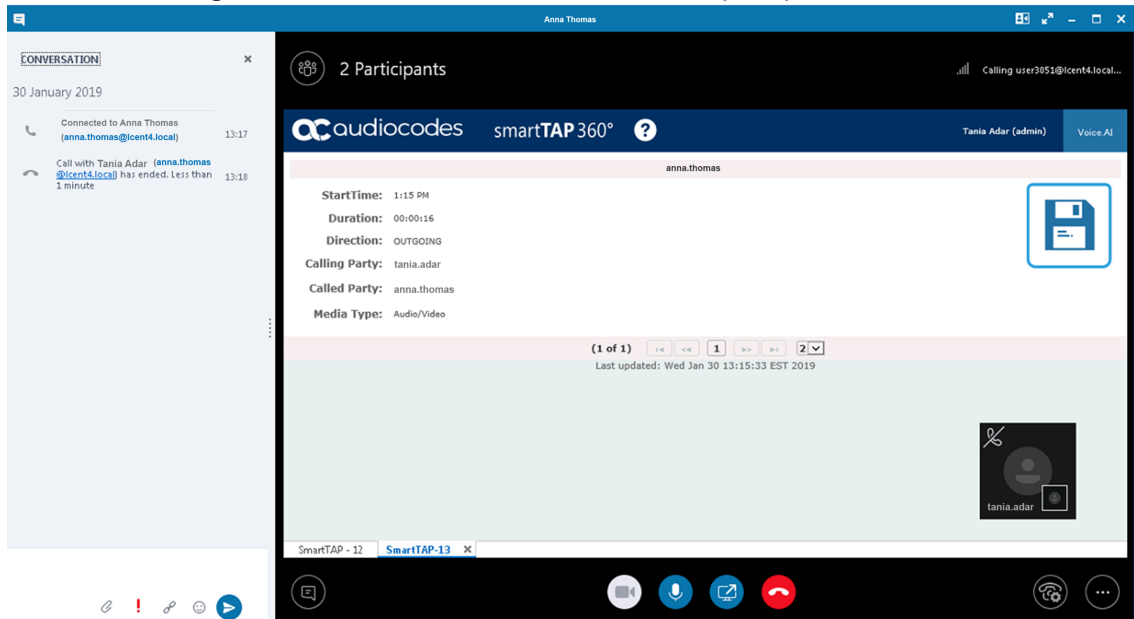 Anna Thomas
CONVERSATION
30 January 2019
Connected to Anna Thomas
(anna.thomas@lcent4.local)
13:17
Call with Tania Adar (anna.thomas
@lcent4.local) has ended. Less than
1 minute
13:18
2 Participants
Calling user3051@lcent4.local...
audiocodes smartTAP 360° ?
Tania Adar (admin)
Voice.AI
anna.thomas
StartTime: 1:15 PM
Duration: 00:00:16
Direction: OUTGOING
Calling Party: tania.adar
Called Party: anna.thomas
Media Type: Audio/Video
(1 of 1) 1 2
Last updated: Wed Jan 30 13:15:33 EST 2019
tania.adar
SmartTAP - 12
SmartTAP-13